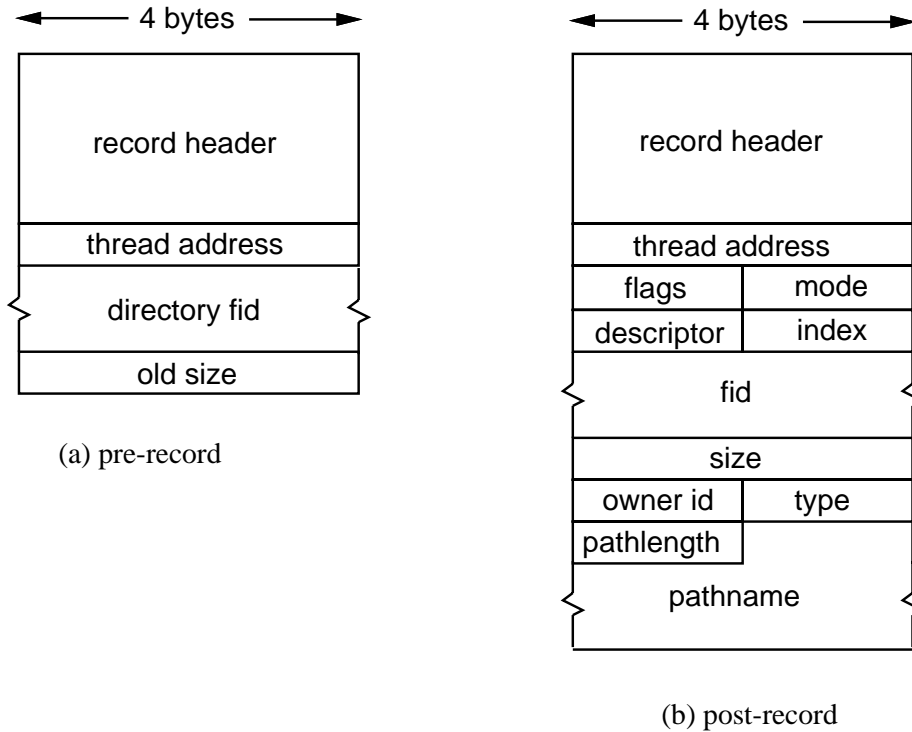 4 bytes
record header
thread address
directory fid
old size
(a) pre-record
4 bytes
record header
thread address
flags mode
descriptor index
fid
size
owner id type
pathlength
pathname
(b) post-record